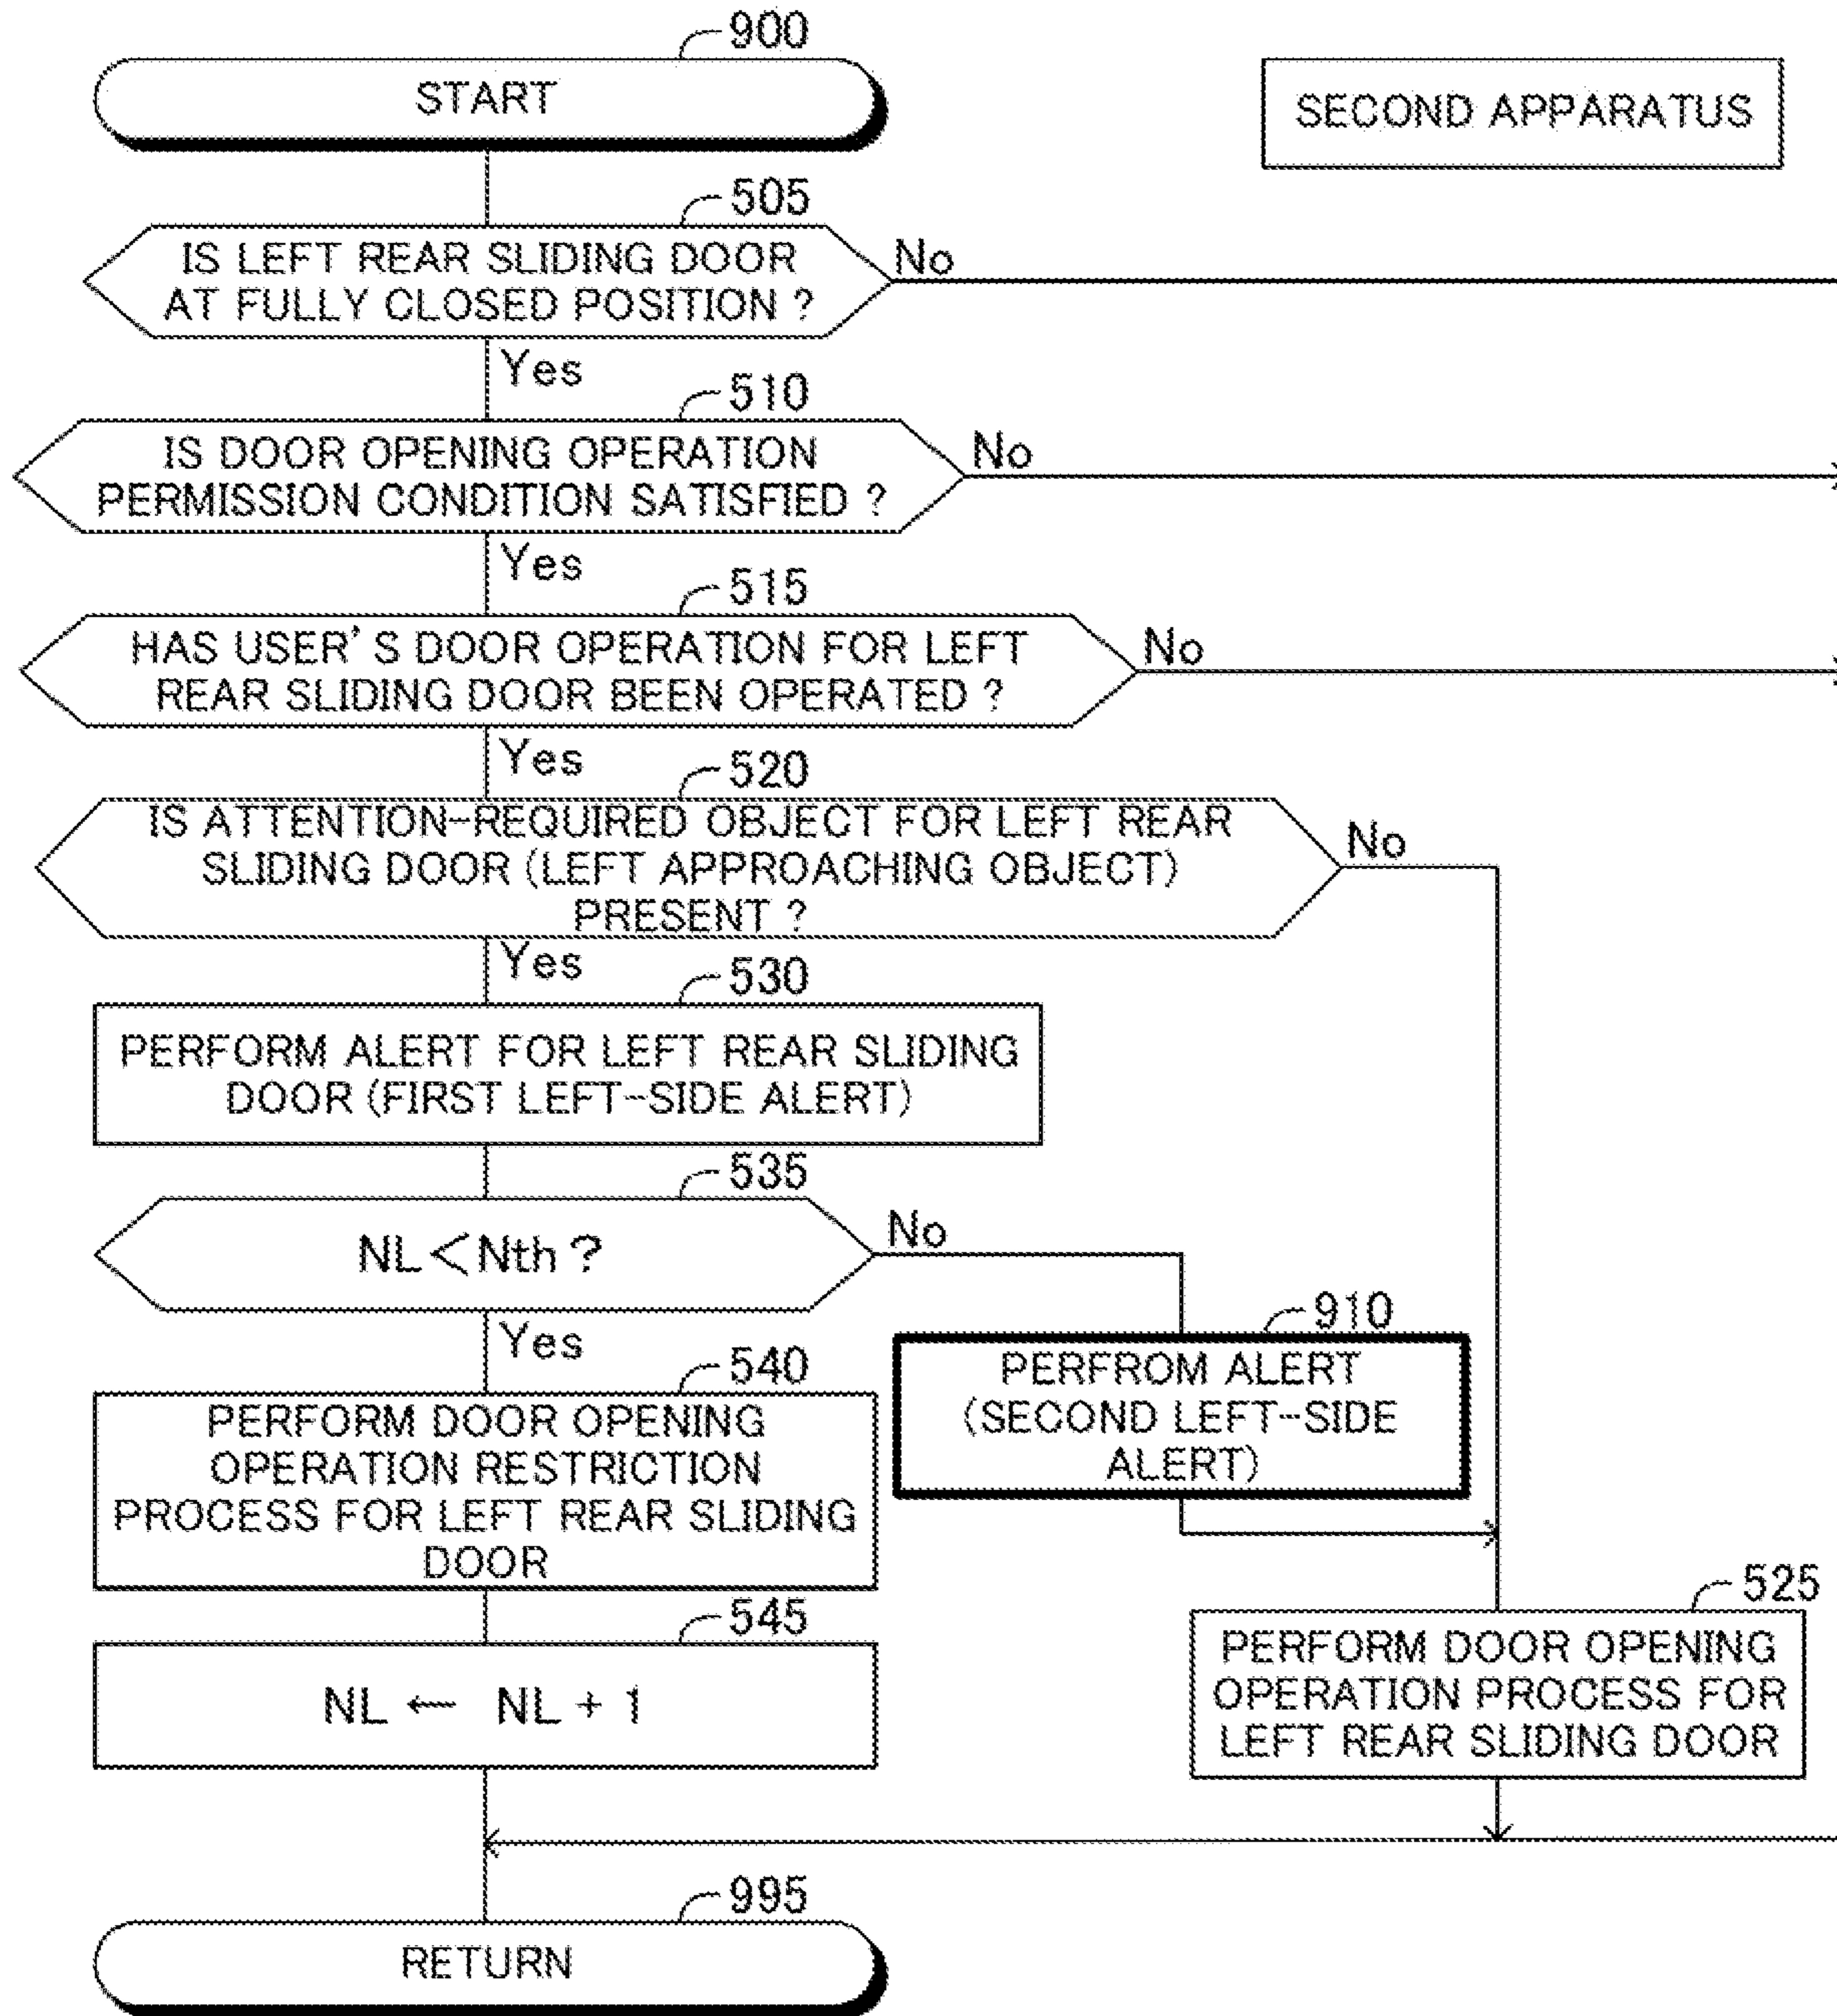 900
START
SECOND APPARATUS
505
IS LEFT REAR SLIDING DOOR
AT FULLY CLOSED POSITION ?
No
Yes
510
IS DOOR OPENING OPERATION
PERMISSION CONDITION SATISFIED ?
No
Yes
515
HAS USER'S DOOR OPERATION FOR LEFT
REAR SLIDING DOOR BEEN OPERATED ?
No
Yes
520
IS ATTENTION-REQUIRED OBJECT FOR LEFT REAR
SLIDING DOOR (LEFT APPROACHING OBJECT)
PRESENT ?
No
Yes
530
PERFORM ALERT FOR LEFT REAR SLIDING
DOOR (FIRST LEFT-SIDE ALERT)
535
NL<Nth ?
No
Yes
910
PERFROM ALERT
(SECOND LEFT-SIDE
ALERT)
540
PERFORM DOOR OPENING
OPERATION RESTRICTION
PROCESS FOR LEFT REAR SLIDING
DOOR
525
PERFORM DOOR OPENING
OPERATION PROCESS FOR
LEFT REAR SLIDING DOOR
545
NL ← NL + 1
995
RETURN